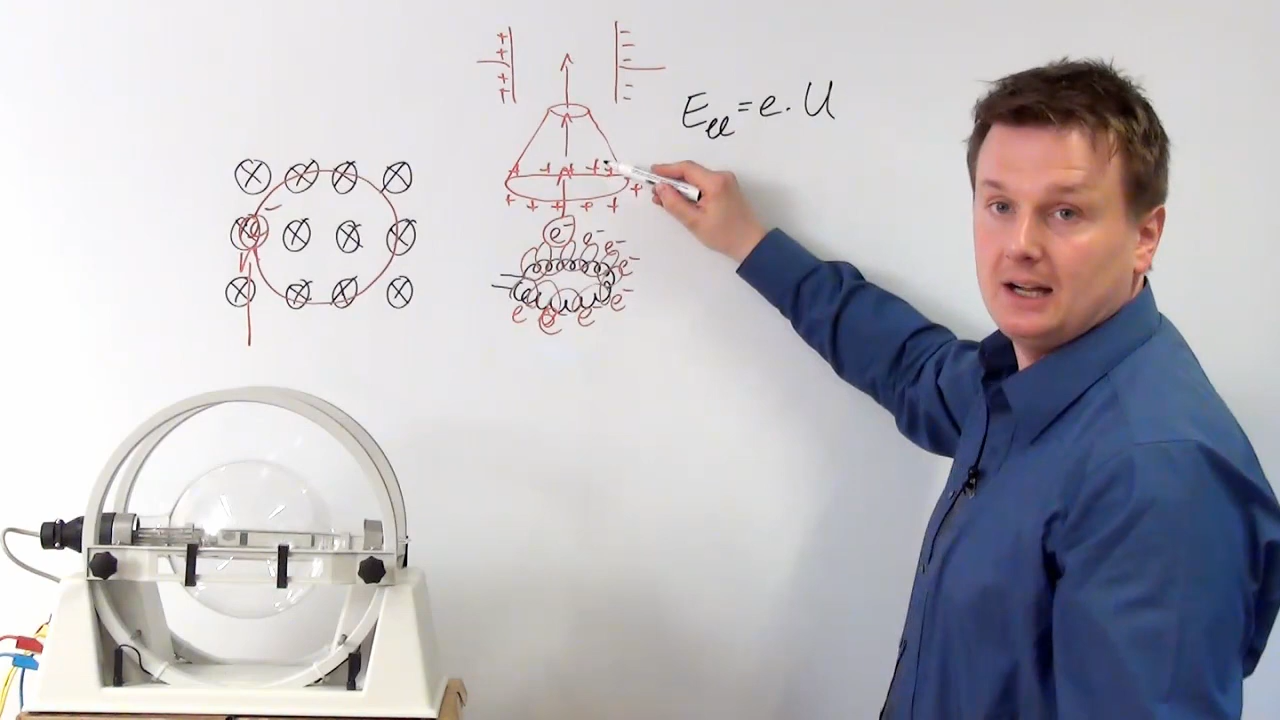 + −
+ −
−
+ −
+ −
E_el = e · U
+ + + + +
+ + + + + + +
e⁻
e⁻
e⁻ e⁻
e⁻
e⁻
e⁻
e e e